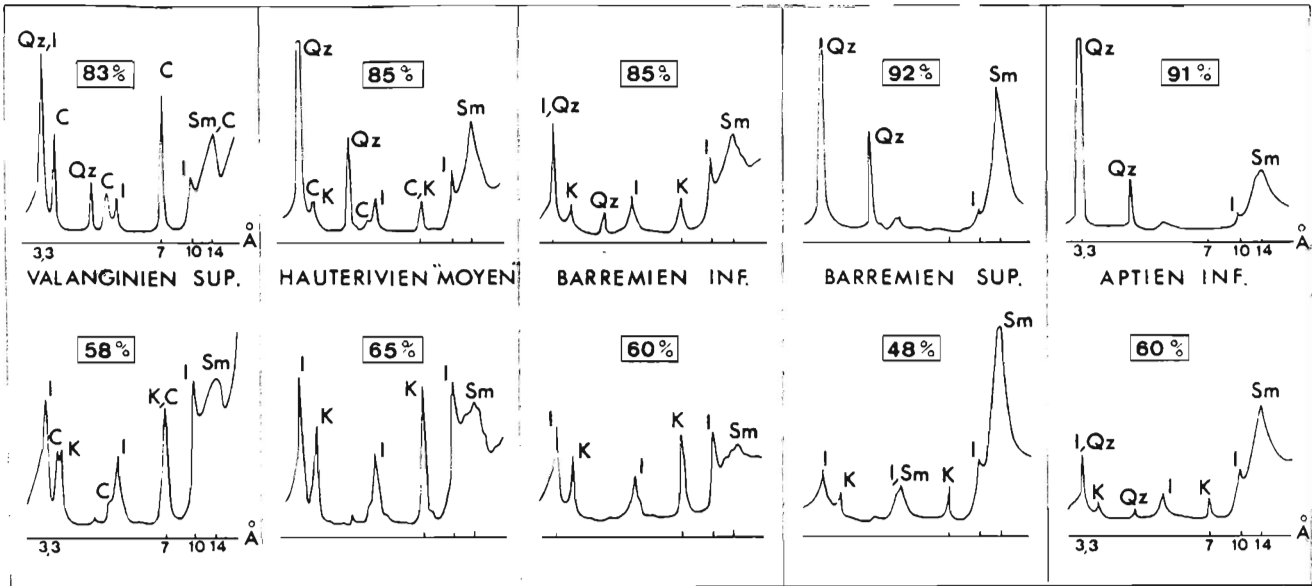 Qz,I
83%
C
C
Qz
C
I
I
Sm,C
3,3
7
10
14
Å
VALANGINIEN SUP.
Qz
85%
C
K
Qz
C
I
C,K
I
Sm
HAUTERIVIEN "MOYEN"
85%
I,Qz
K
Qz
I
K
I
Sm
BARREMIEN INF.
Qz
92%
Qz
I
Sm
BARREMIEN SUP.
Qz
91%
Qz
I
Sm
3,3
7
10
14
Å
APTIEN INF.
58%
I
C
K
C
I
K,C
I
Sm
3,3
7
10
14
Å
65%
I
K
I
K
I
Sm
60%
I
K
I
K
I
Sm
48%
I
K
I,Sm
K
I
Sm
60%
I,Qz
K
Qz
I
K
I
Sm
3,3
7
10
14
Å